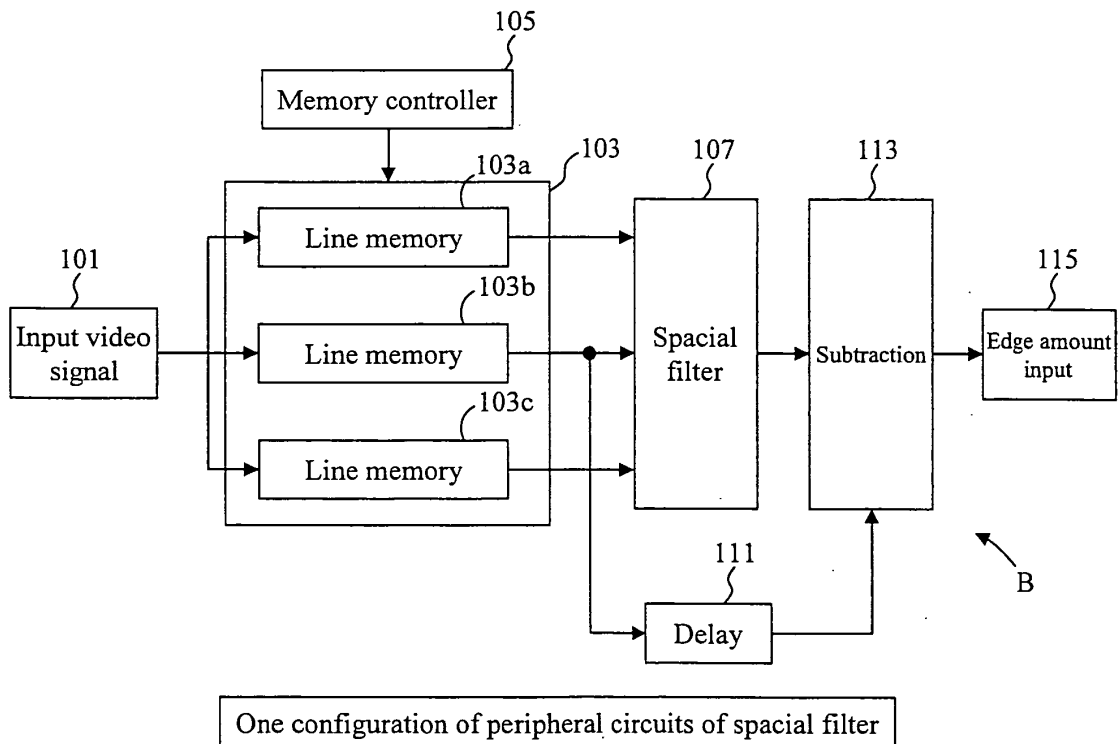 105
Memory controller
103
103a
Line memory
107
113
101
Input video
signal
103b
Line memory
Spacial
filter
Subtraction
115
Edge amount
input
103c
Line memory
111
Delay
B
One configuration of peripheral circuits of spacial filter